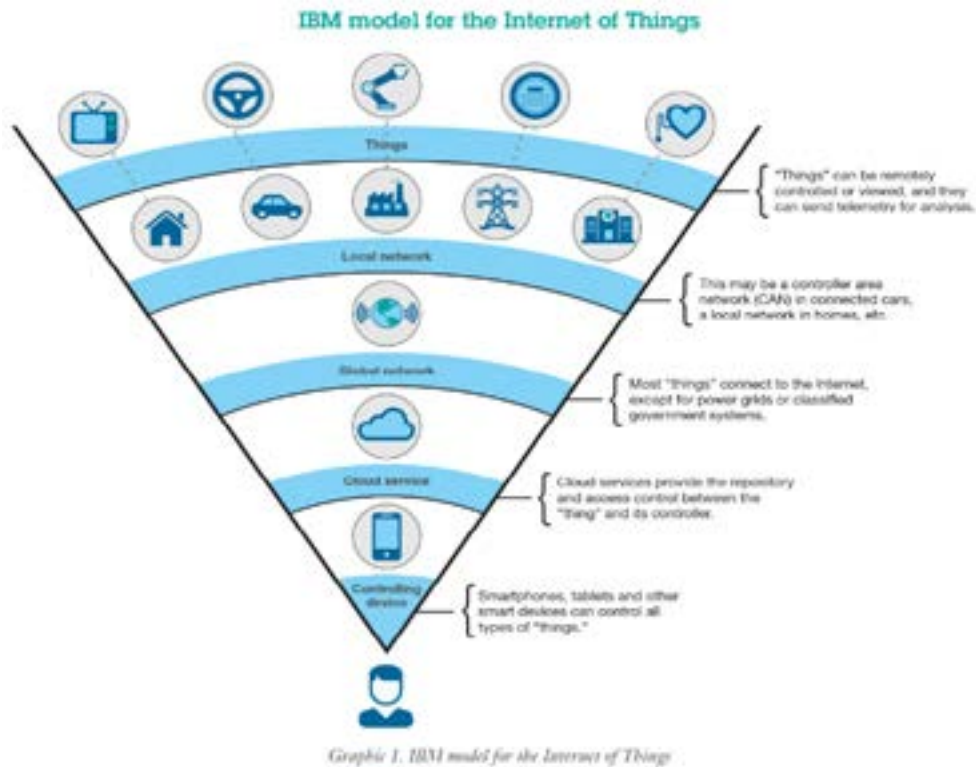 IBM model for the Internet of Things
Things
"Things" can be remotely
controlled or viewed, and they
can send telemetry for analysis.
Local network
This may be a controller area
network (CAN) in connected cars,
a local network in homes, etc.
Global network
Most "things" connect to the Internet,
except for power grids or classified
government systems.
Cloud service
Cloud services provide the repository
and access control between the
"thing" and its controller.
Controlling
device
Smartphones, tablets and other
smart devices can control all
types of "things."
Graphic 1. IBM model for the Internet of Things